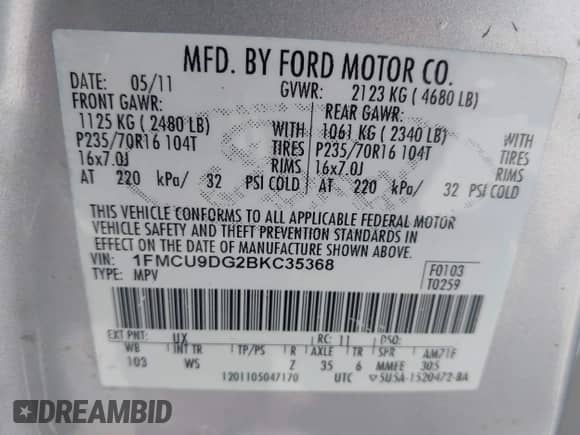 MFD. BY FORD MOTOR CO.
DATE: 05/11 GVWR: 2123 KG ( 4680 LB)
FRONT GAWR: REAR GAWR:
1125 KG ( 2480 LB) WITH 1061 KG ( 2340 LB) WITH
P235/70R16 104T TIRES P235/70R16 104T TIRES
16x7.0J RIMS 16x7.0J RIMS
AT 220 kPa/ 32 PSI COLD AT 220 kPa/ 32 PSI COLD
THIS VEHICLE CONFORMS TO ALL APPLICABLE FEDERAL MOTOR
VEHICLE SAFETY AND THEFT PREVENTION STANDARDS IN
EFFECT ON THE DATE OF MANUFACTURE SHOWN ABOVE.
VIN: 1FMCU9DG2BKC35368 F0103
TYPE: MPV T0259
EXT PNT: UX RC: 11 DSO:
WB INT TR TP/PS R AXLE TR SPR
103 WS Z 35 6 MMFE 305
1201105047170 UTC
DREAMBID